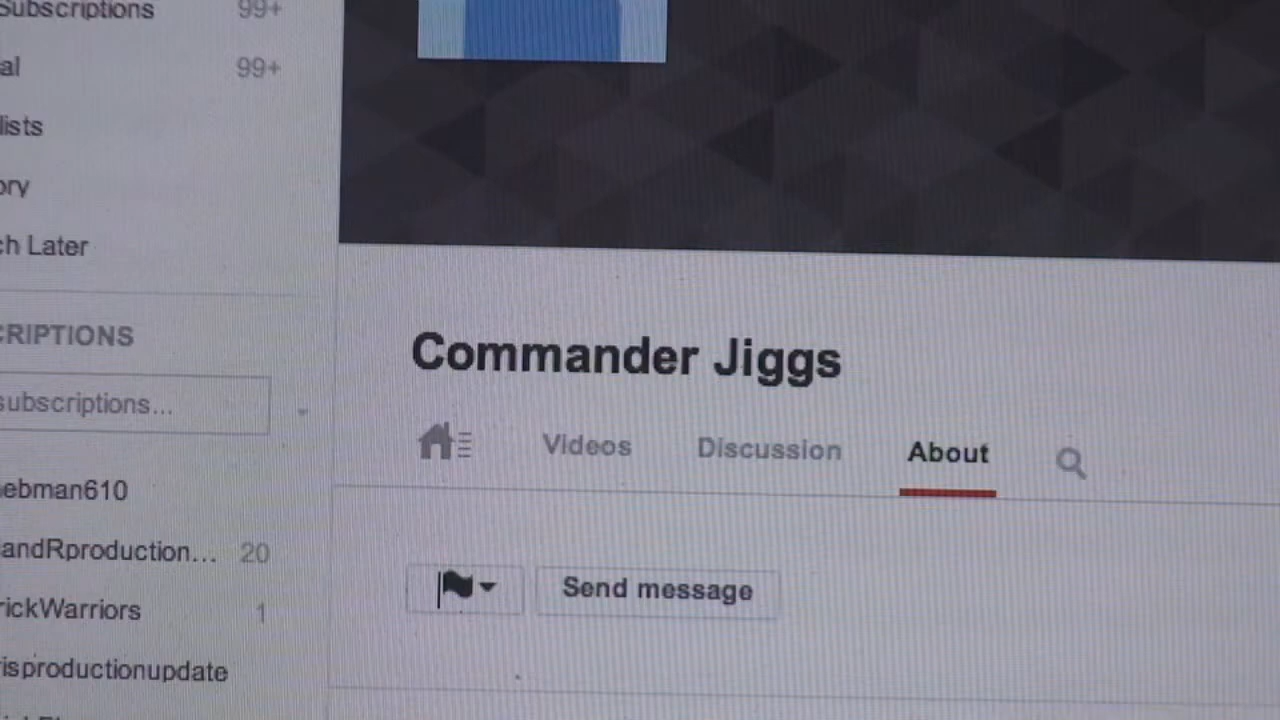 Subscriptions 99+
al 99+
lists
ory
ch Later
CRIPTIONS
subscriptions...
ebman610
andRproduction... 20
rickWarriors 1
isproductionupdate
Commander Jiggs
Videos Discussion About
Send message